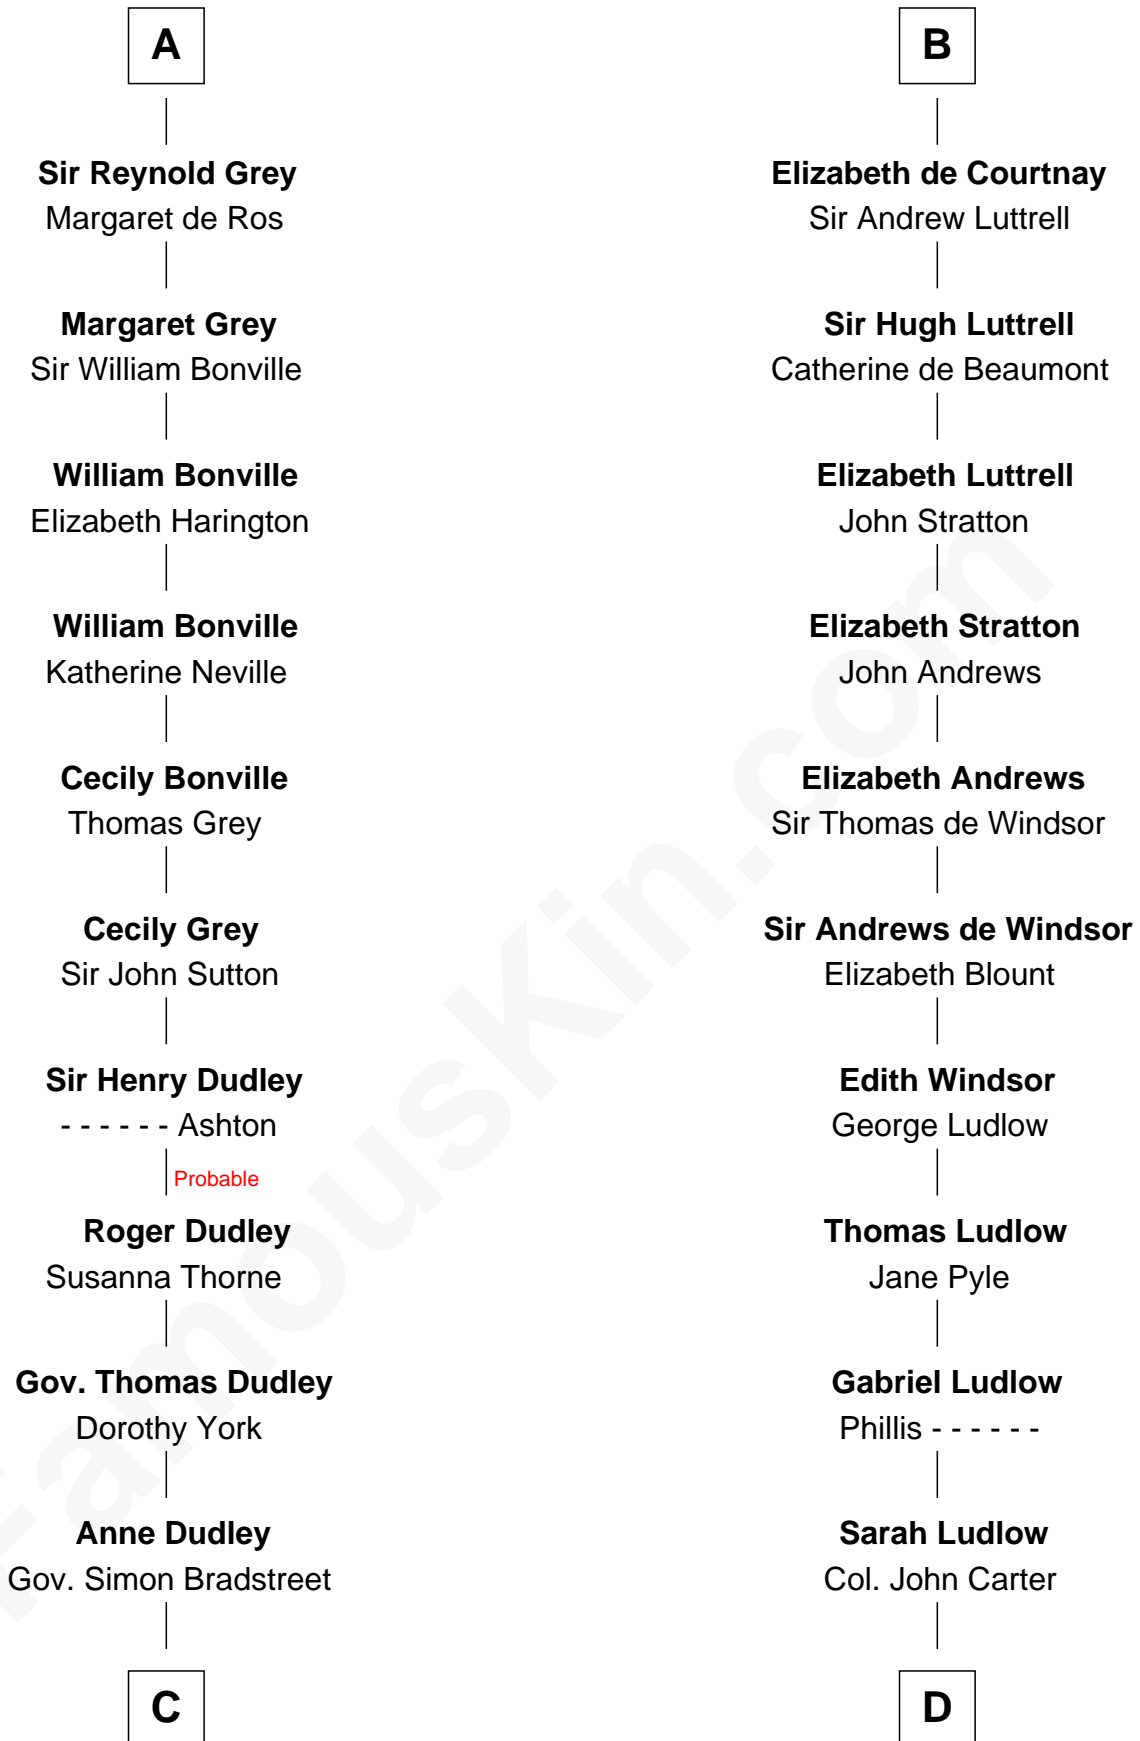 A
Sir Reynold Grey
Margaret de Ros
Margaret Grey
Sir William Bonville
William Bonville
Elizabeth Harington
William Bonville
Katherine Neville
Cecily Bonville
Thomas Grey
Cecily Grey
Sir John Sutton
Sir Henry Dudley
- - - - - - Ashton
Probable
Roger Dudley
Susanna Thorne
Gov. Thomas Dudley
Dorothy York
Anne Dudley
Gov. Simon Bradstreet
C
B
Elizabeth de Courtnay
Sir Andrew Luttrell
Sir Hugh Luttrell
Catherine de Beaumont
Elizabeth Luttrell
John Stratton
Elizabeth Stratton
John Andrews
Elizabeth Andrews
Sir Thomas de Windsor
Sir Andrews de Windsor
Elizabeth Blount
Edith Windsor
George Ludlow
Thomas Ludlow
Jane Pyle
Gabriel Ludlow
Phillis - - - - - -
Sarah Ludlow
Col. John Carter
D
FamousKin.com